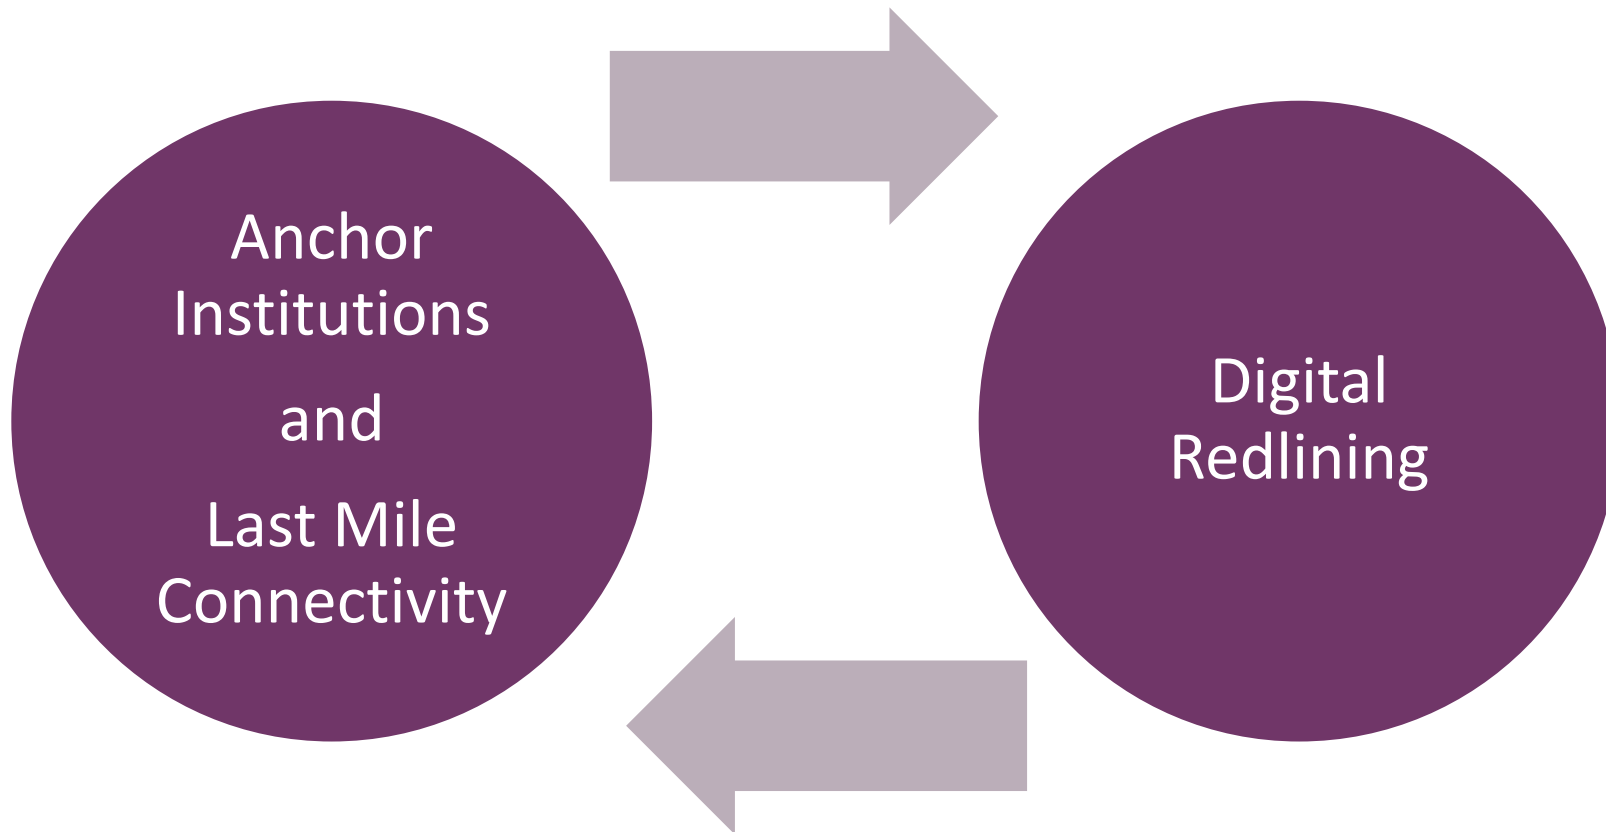 Anchor
Institutions
and
Last Mile
Connectivity
Digital
Redlining